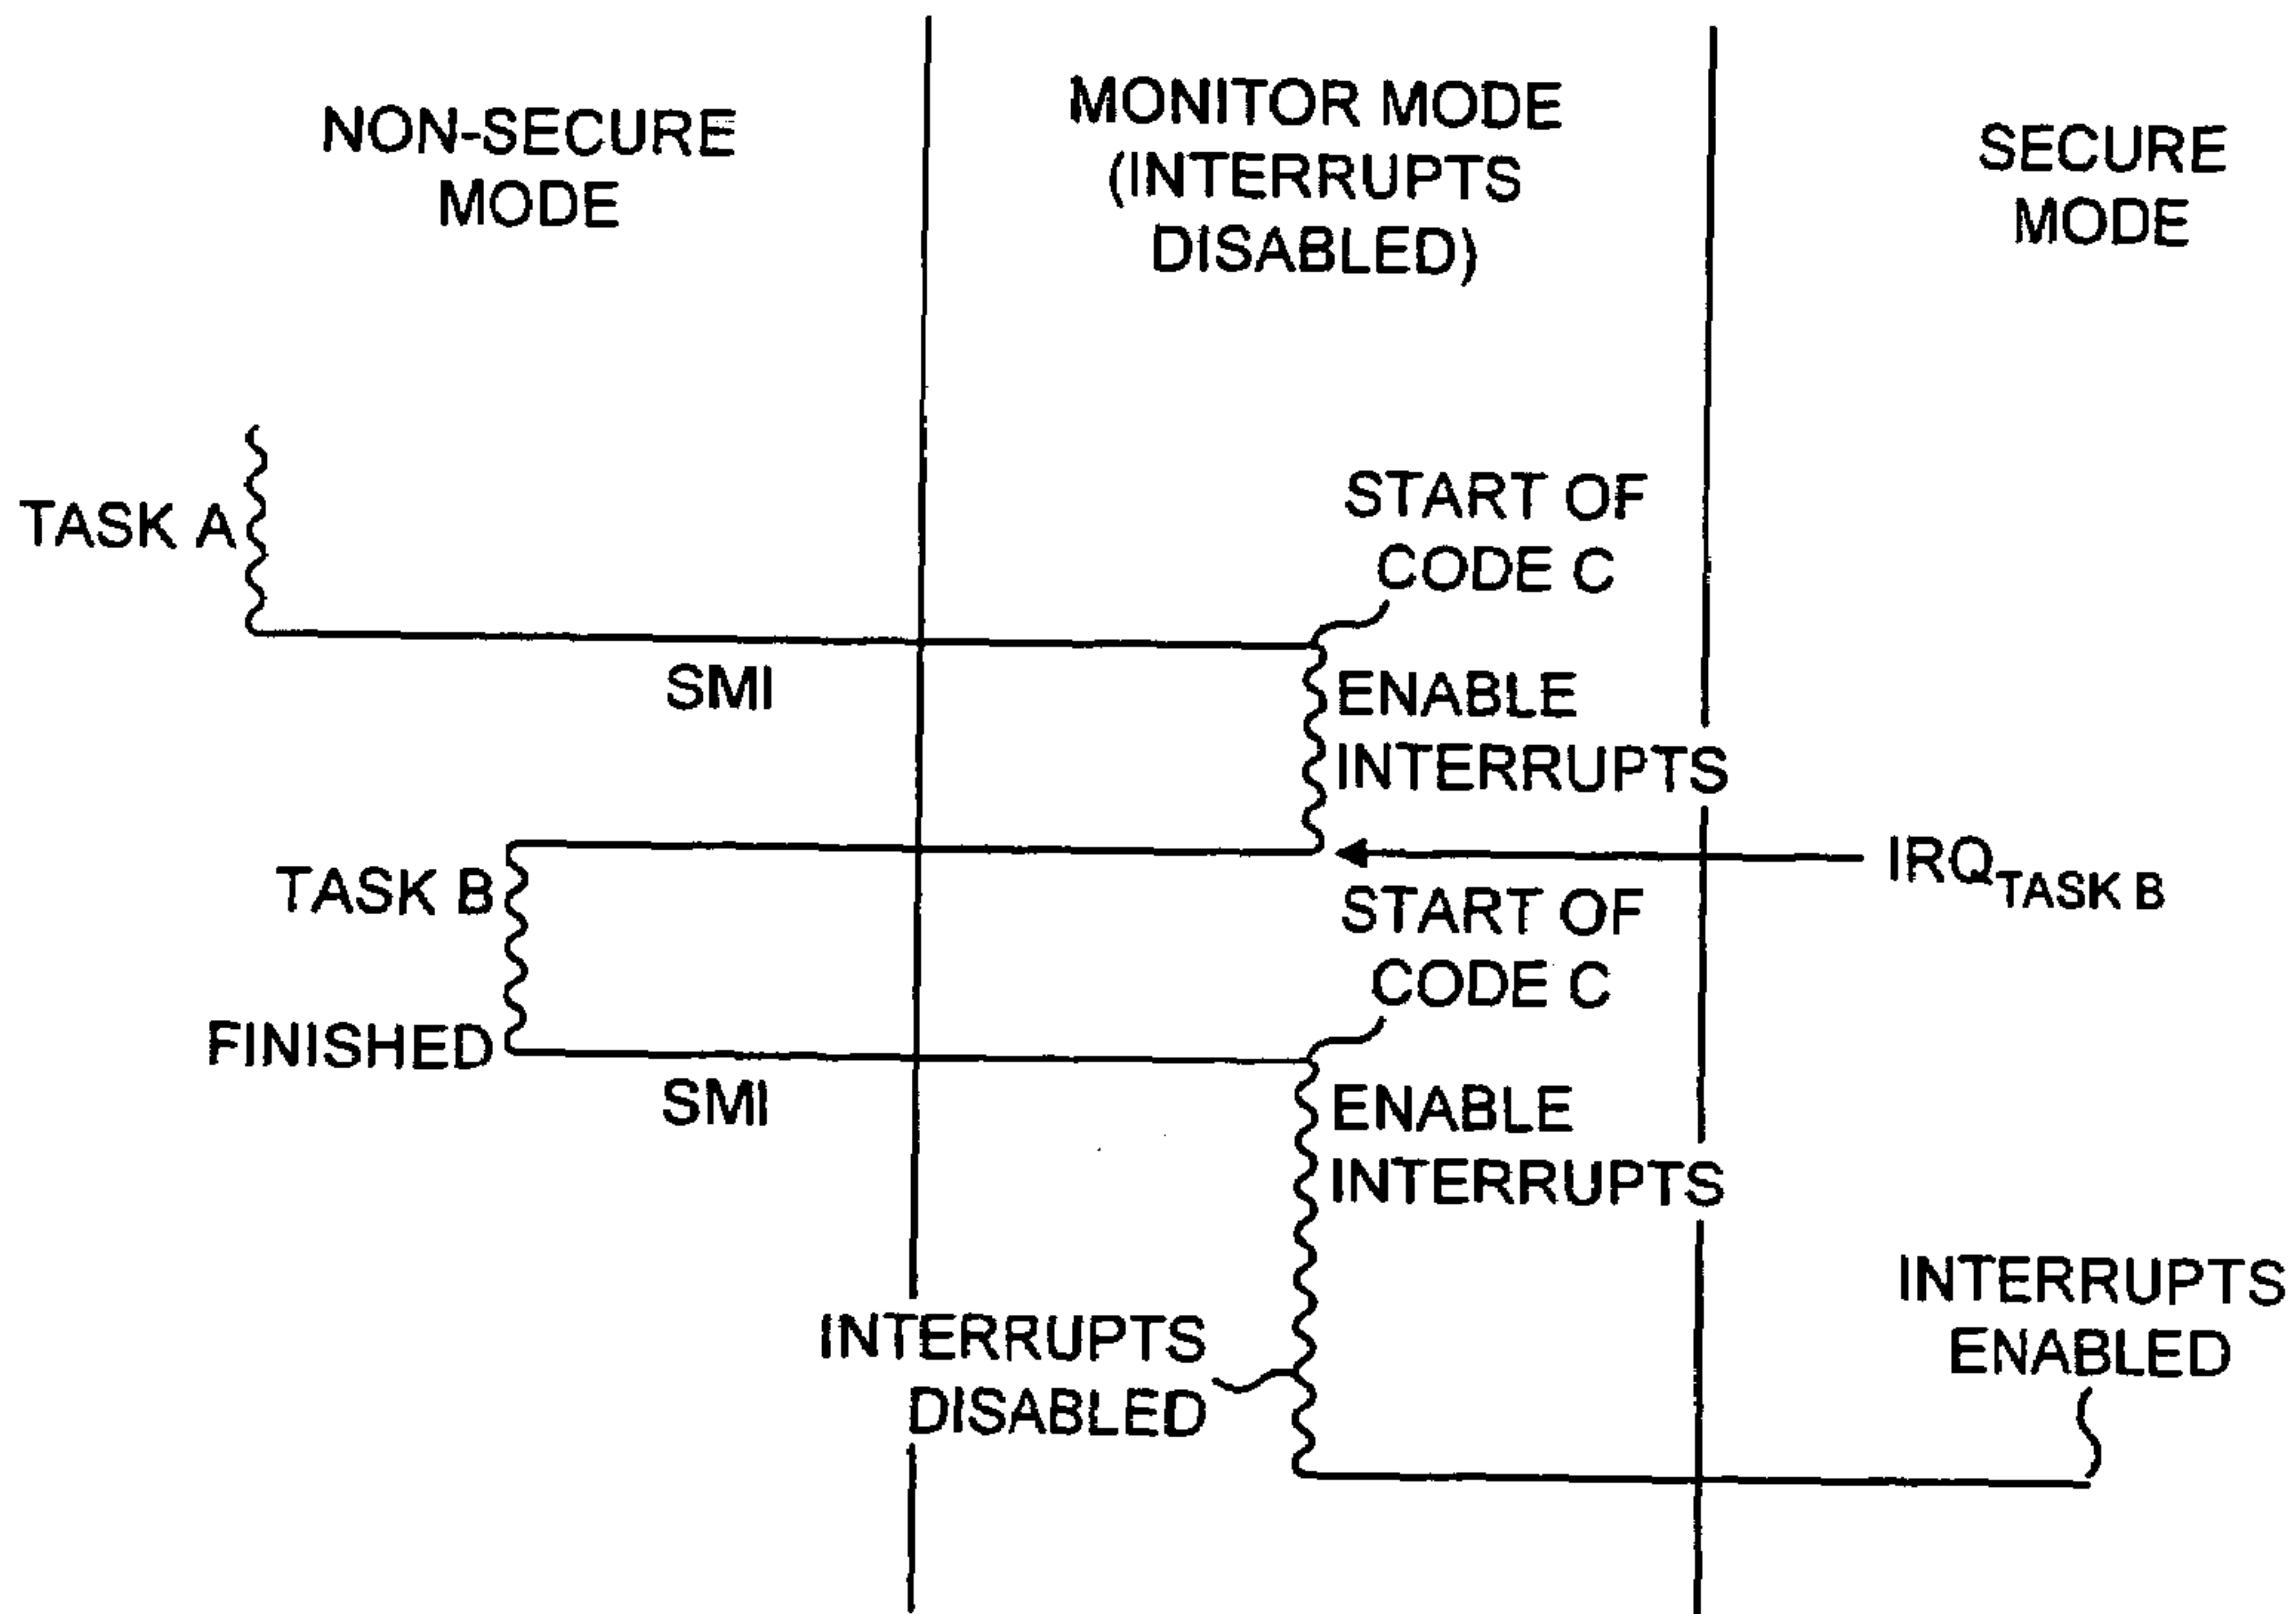 NON-SECURE
MODE
MONITOR MODE
(INTERRUPTS
DISABLED)
SECURE
MODE
TASK A
START OF
CODE C
SMI
ENABLE
INTERRUPTS
TASK B
IRQTASK B
START OF
CODE C
FINISHED
SMI
ENABLE
INTERRUPTS
INTERRUPTS
DISABLED
INTERRUPTS
ENABLED